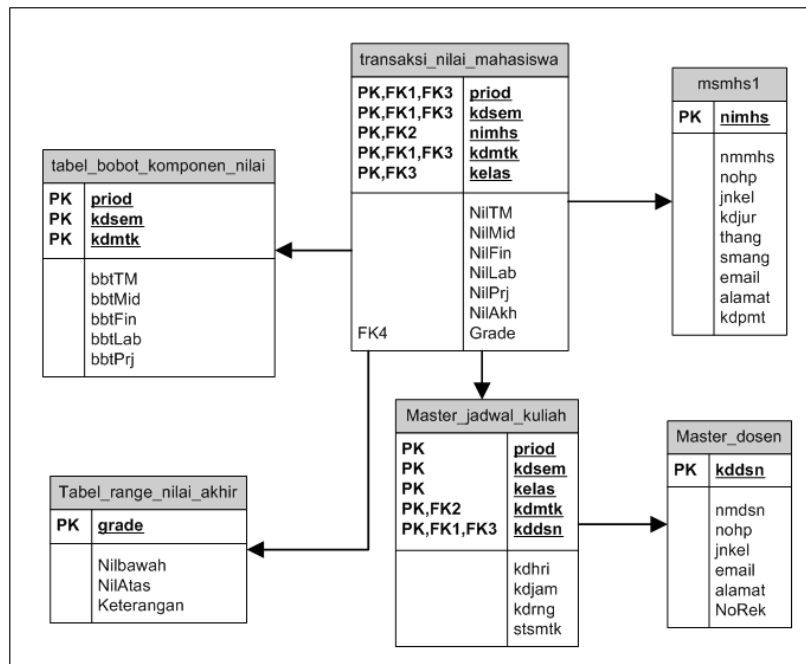 transaksi_nilai_mahasiswa
PK,FK1,FK3 priod
PK,FK1,FK3 kdsem
PK,FK2 nimhs
PK,FK1,FK3 kdmtk
PK,FK3 kelas
NilTM
NilMid
NilFin
NilLab
NilPrj
NilAkh
FK4 Grade
msmhs1
PK nimhs
nmmhs
nohp
jnkel
kdjur
thang
smang
email
alamat
kdpmt
tabel_bobot_komponen_nilai
PK priod
PK kdsem
PK kdmtk
bbtTM
bbtMid
bbtFin
bbtLab
bbtPrj
Master_jadwal_kuliah
PK priod
PK kdsem
PK kelas
PK,FK2 kdmtk
PK,FK1,FK3 kddsn
kdhri
kdjam
kdrng
stsmtk
Master_dosen
PK kddsn
nmdsn
nohp
jnkel
email
alamat
NoRek
Tabel_range_nilai_akhir
PK grade
Nilbawah
NilAtas
Keterangan